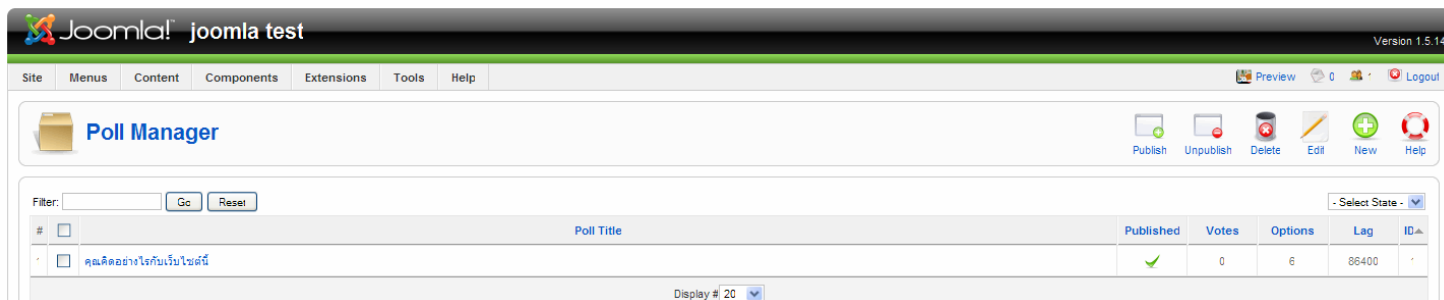 Joomla! joomla test
Version 1.5.14
Site Menus Content Components Extensions Tools Help Preview 0 1 Logout
Poll Manager
Publish Unpublish Delete Edit New Help
Filter: Go Reset - Select State -
# Poll Title Published Votes Options Lag ID
1 คุณคิดอย่างไรกับเว็บไซต์นี้ 0 6 86400 1
Display # 20